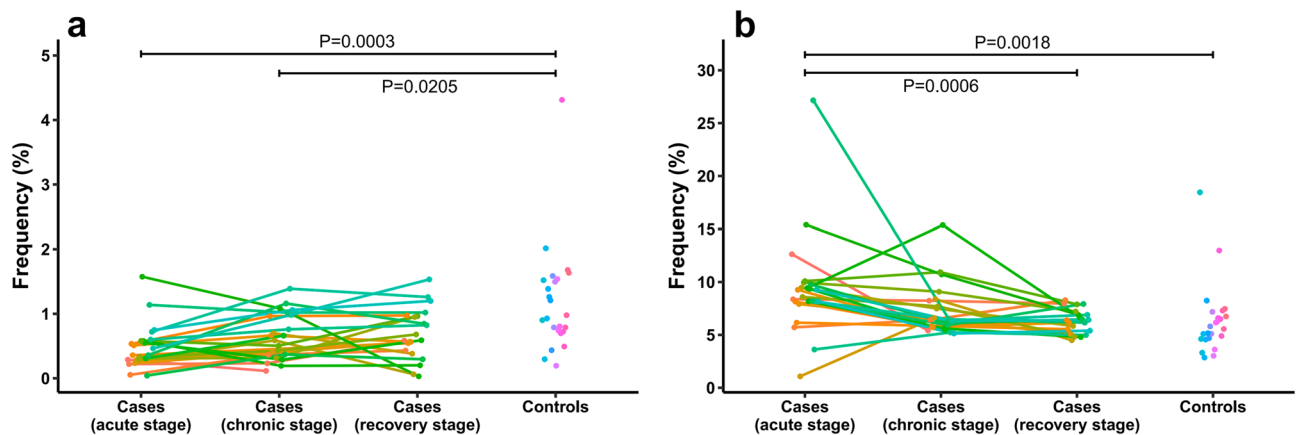 a
P=0.0003
P=0.0205
Frequency (%)
5
4
3
2
1
0
Cases
(acute stage)
Cases
(chronic stage)
Cases
(recovery stage)
Controls
b
P=0.0018
P=0.0006
Frequency (%)
30
25
20
15
10
5
0
Cases
(acute stage)
Cases
(chronic stage)
Cases
(recovery stage)
Controls